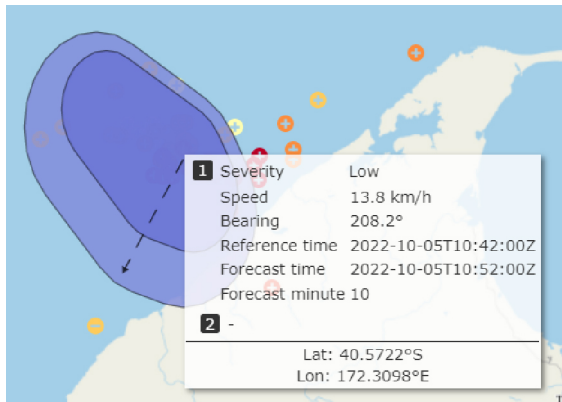 1 Severity Low
Speed 13.8 km/h
Bearing 208.2°
Reference time 2022-10-05T10:42:00Z
Forecast time 2022-10-05T10:52:00Z
Forecast minute 10
2 -
Lat: 40.5722°S
Lon: 172.3098°E